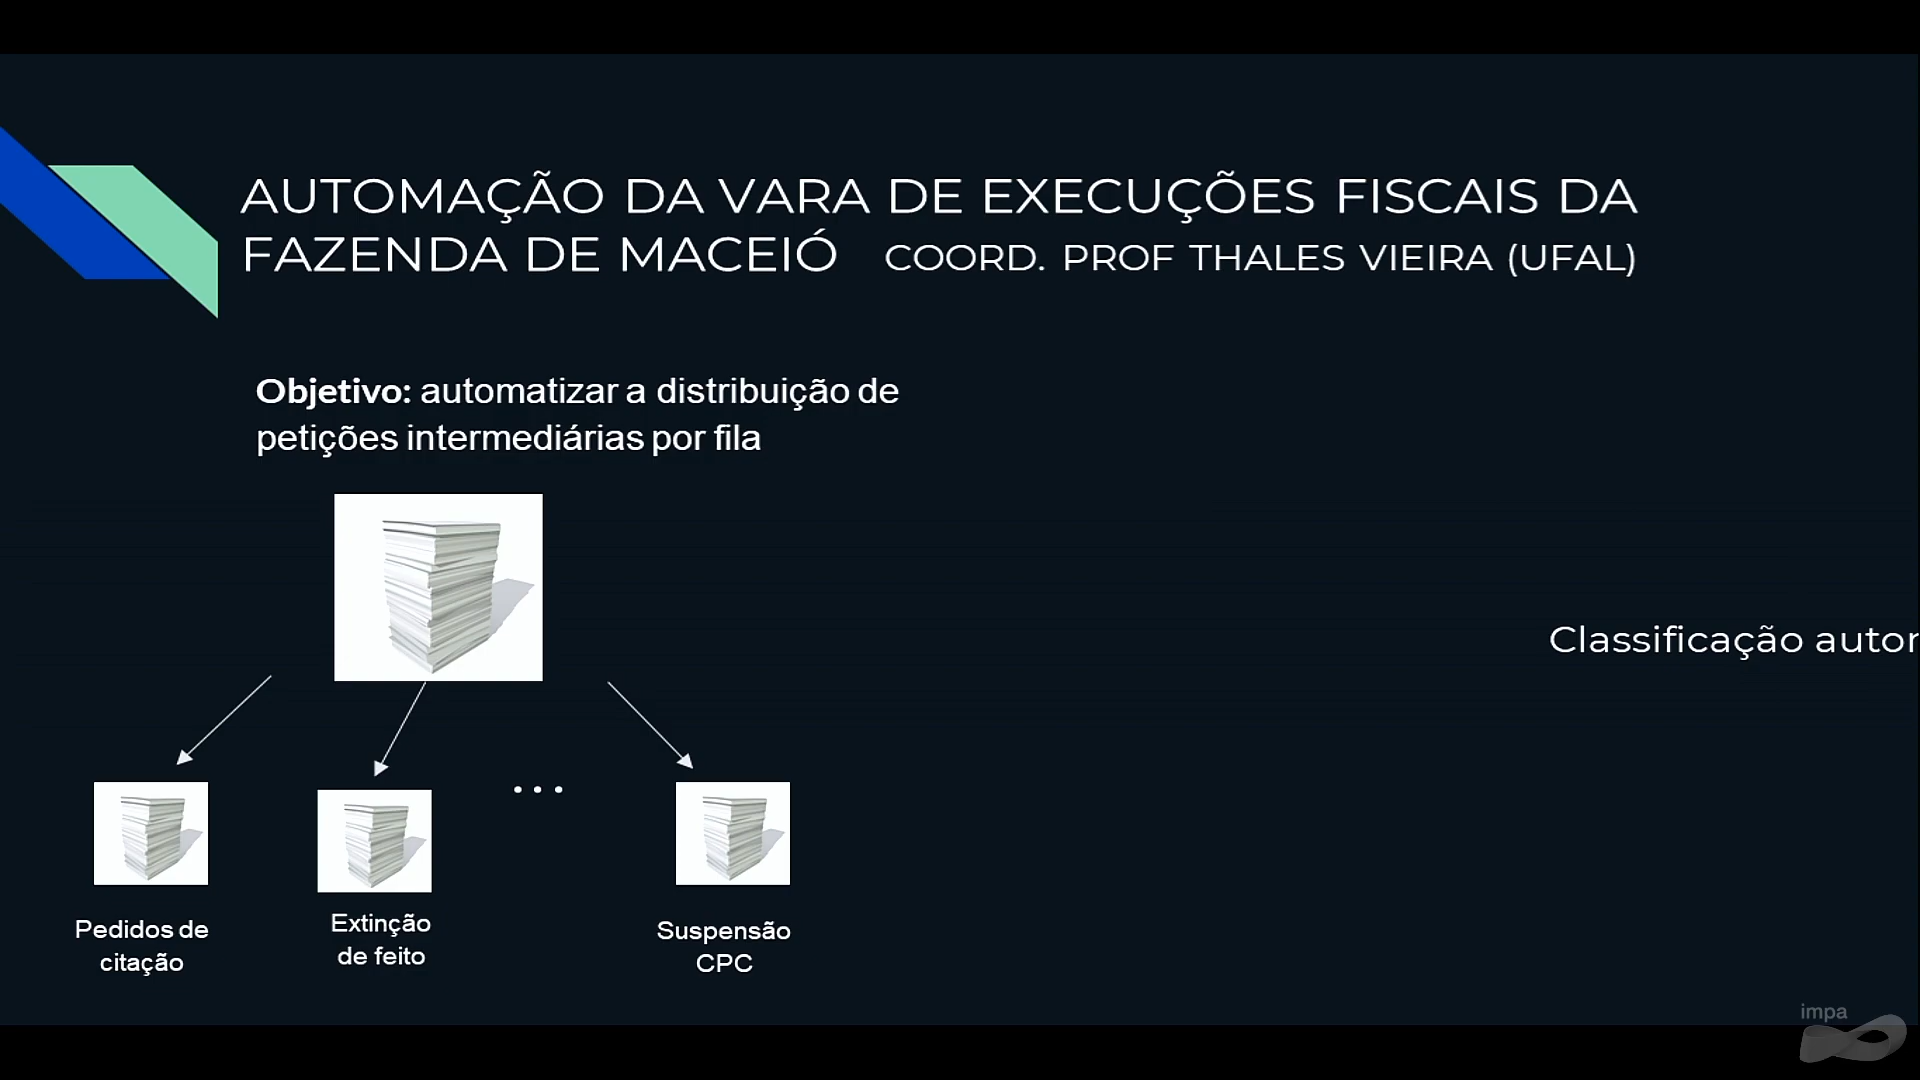 AUTOMAÇÃO DA VARA DE EXECUÇÕES FISCAIS DA
FAZENDA DE MACEIÓ COORD. PROF THALES VIEIRA (UFAL)
Objetivo: automatizar a distribuição de
petições intermediárias por fila
Classificação autor
...
Pedidos de
citação
Extinção
de feito
Suspensão
CPC
impa